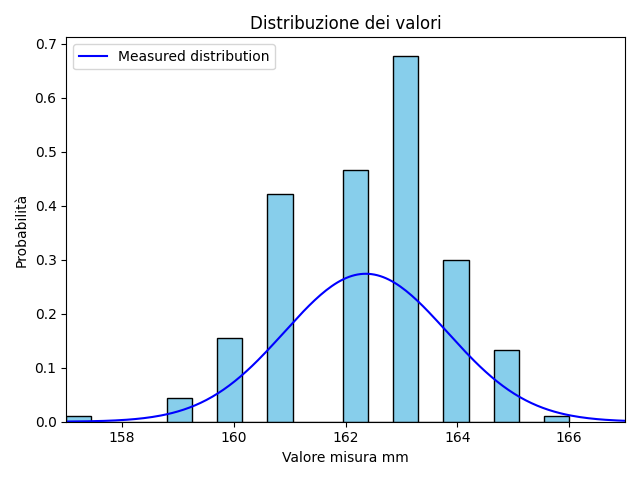 Distribuzione dei valori
Measured distribution
Probabilità
0.7
0.6
0.5
0.4
0.3
0.2
0.1
0.0
158 160 162 164 166
Valore misura mm